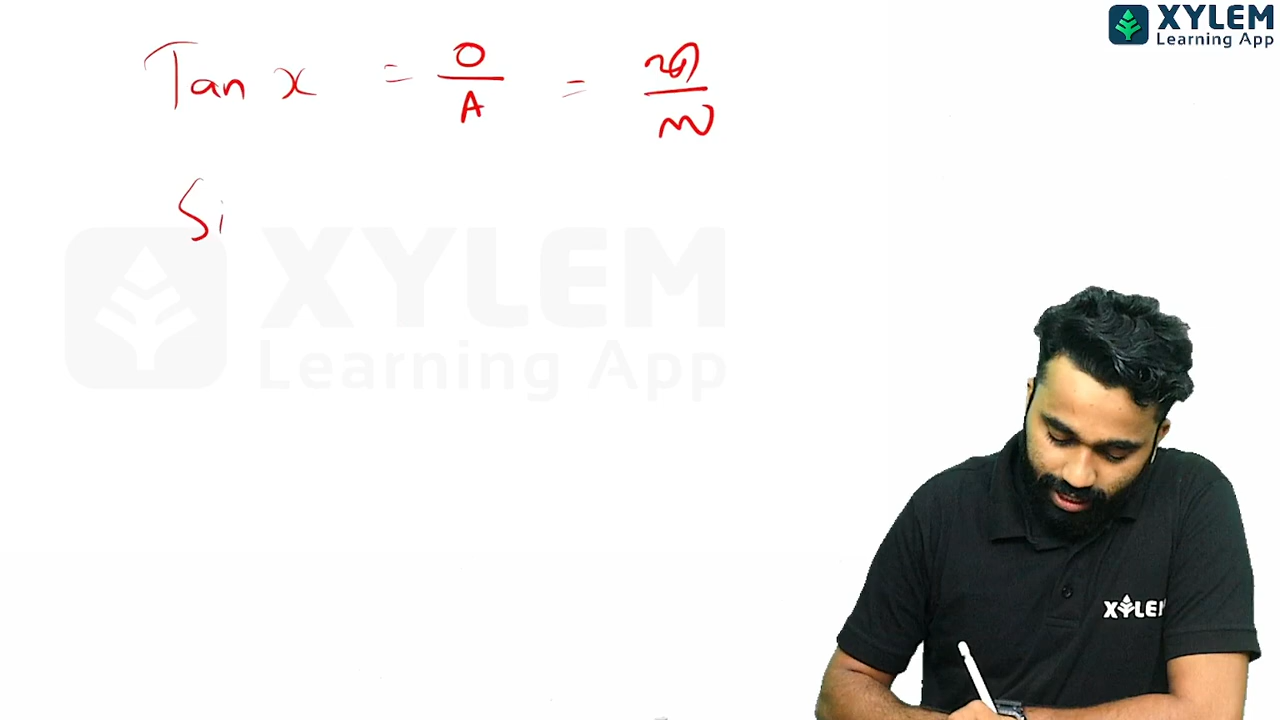 XYLEM
Learning App
Tan x = O/A = എ/സ
Si
XYLEM
Learning App
XYLEM